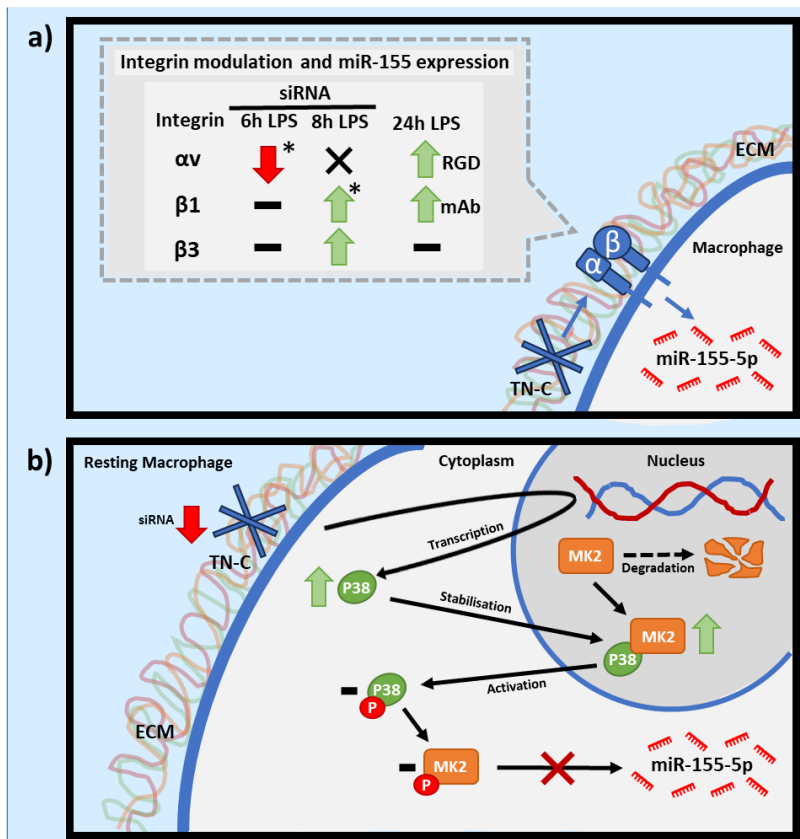 a)
Integrin modulation and miR-155 expression
siRNA
Integrin 6h LPS 8h LPS 24h LPS
αv * RGD
β1 * mAb
β3
ECM
β
α
Macrophage
TN-C
miR-155-5p
b)
Resting Macrophage Cytoplasm Nucleus
siRNA
TN-C
Transcription
MK2
Degradation
P38
Stabilisation
MK2
P38
Activation
P38
P
ECM
MK2
P
miR-155-5p